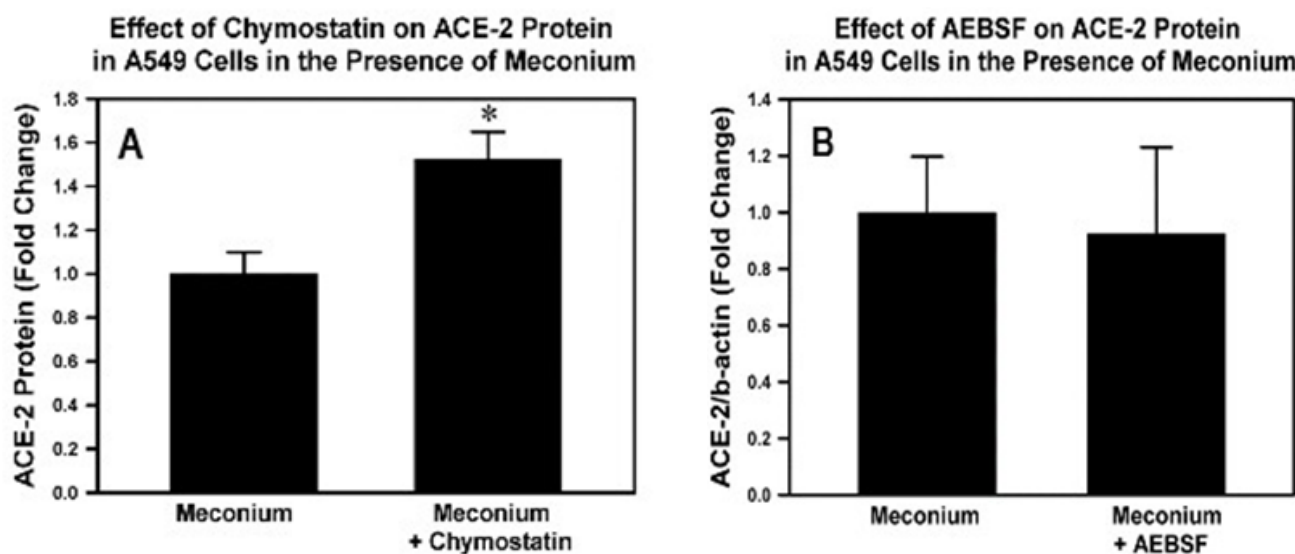 Effect of Chymostatin on ACE-2 Protein
in A549 Cells in the Presence of Meconium
ACE-2 Protein (Fold Change)
A
*
1.8
1.6
1.4
1.2
1.0
0.8
0.6
0.4
0.2
0.0
Meconium
Meconium
+ Chymostatin
Effect of AEBSF on ACE-2 Protein
in A549 Cells in the Presence of Meconium
ACE-2/b-actin (Fold Change)
B
1.4
1.2
1.0
0.8
0.6
0.4
0.2
0.0
Meconium
Meconium
+ AEBSF